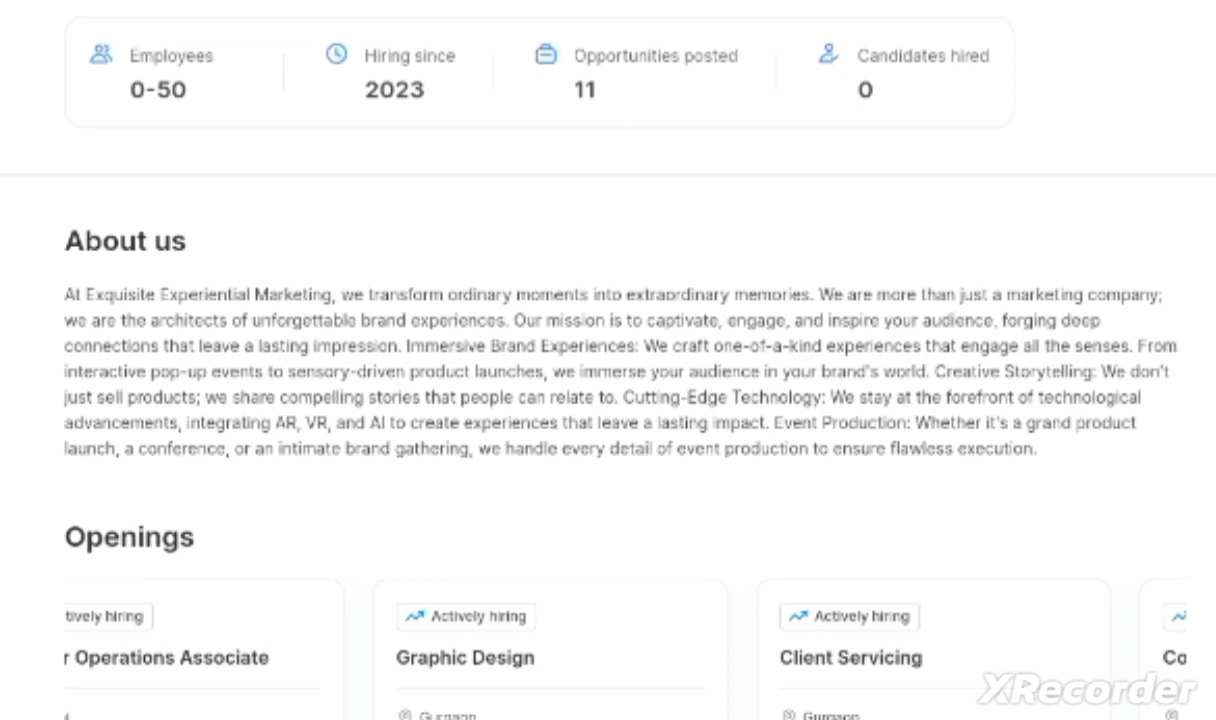 Employees
0-50
Hiring since
2023
Opportunities posted
11
Candidates hired
0
About us
At Exquisite Experiential Marketing, we transform ordinary moments into extraordinary memories. We are more than just a marketing company;
we are the architects of unforgettable brand experiences. Our mission is to captivate, engage, and inspire your audience, forging deep
connections that leave a lasting impression. Immersive Brand Experiences: We craft one-of-a-kind experiences that engage all the senses. From
interactive pop-up events to sensory-driven product launches, we immerse your audience in your brand's world. Creative Storytelling: We don't
just sell products; we share compelling stories that people can relate to. Cutting-Edge Technology: We stay at the forefront of technological
advancements, integrating AR, VR, and AI to create experiences that leave a lasting impact. Event Production: Whether it's a grand product
launch, a conference, or an intimate brand gathering, we handle every detail of event production to ensure flawless execution.
Openings
tively hiring
r Operations Associate
Actively hiring
Graphic Design
Gurgaon
Actively hiring
Client Servicing
Gurgaon
Co
XRecorder